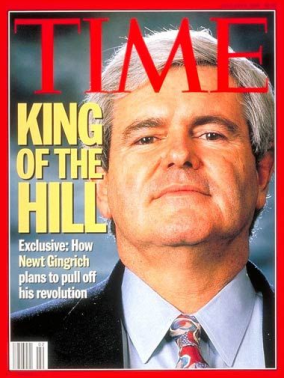 TIME
KING
OF THE
HILL
Exclusive: How
Newt Gingrich
plans to pull off
his revolution